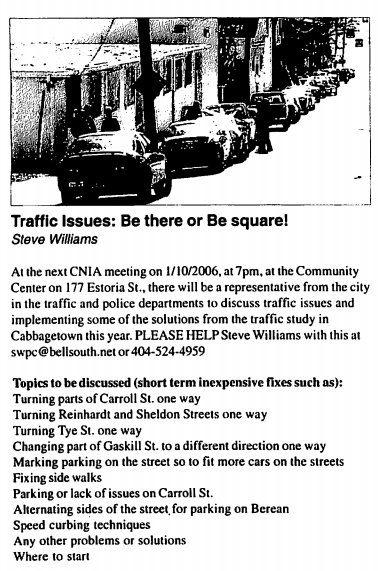 Traffic Issues: Be there or Be square!
Steve Williams
At the next CNIA meeting on 1/10/2006, at 7pm, at the Community
Center on 177 Estoria St., there will be a representative from the city
in the traffic and police departments to discuss traffic issues and
implementing some of the solutions from the traffic study in
Cabbagetown this year. PLEASE HELP Steve Williams with this at
swpc@bellsouth.net or 404-524-4959
Topics to be discussed (short term inexpensive fixes such as):
Turning parts of Carroll St. one way
Turning Reinhardt and Sheldon Streets one way
Turning Tye St. one way
Changing part of Gaskill St. to a different direction one way
Marking parking on the street so to fit more cars on the streets
Fixing side walks
Parking or lack of issues on Carroll St.
Alternating sides of the street for parking on Berean
Speed curbing techniques
Any other problems or solutions
Where to start